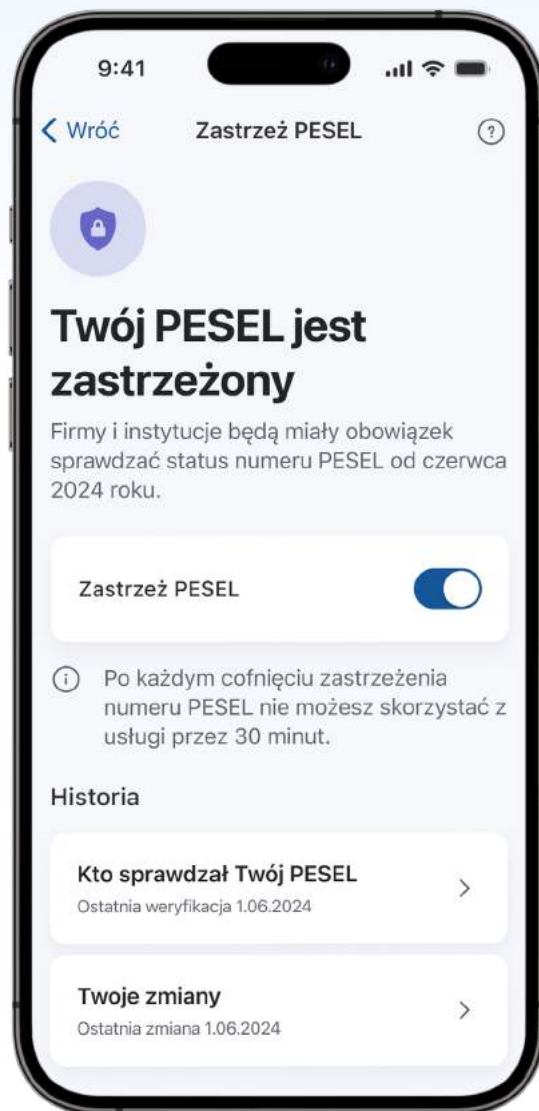 9:41
Wróć
Zastrzeż PESEL
?
Twój PESEL jest
zastrzeżony
Firmy i instytucje będą miały obowiązek
sprawdzać status numeru PESEL od czerwca
2024 roku.
Zastrzeż PESEL
i
Po każdym cofnięciu zastrzeżenia
numeru PESEL nie możesz skorzystać z
usługi przez 30 minut.
Historia
Kto sprawdzał Twój PESEL
Ostatnia weryfikacja 1.06.2024
Twoje zmiany
Ostatnia zmiana 1.06.2024